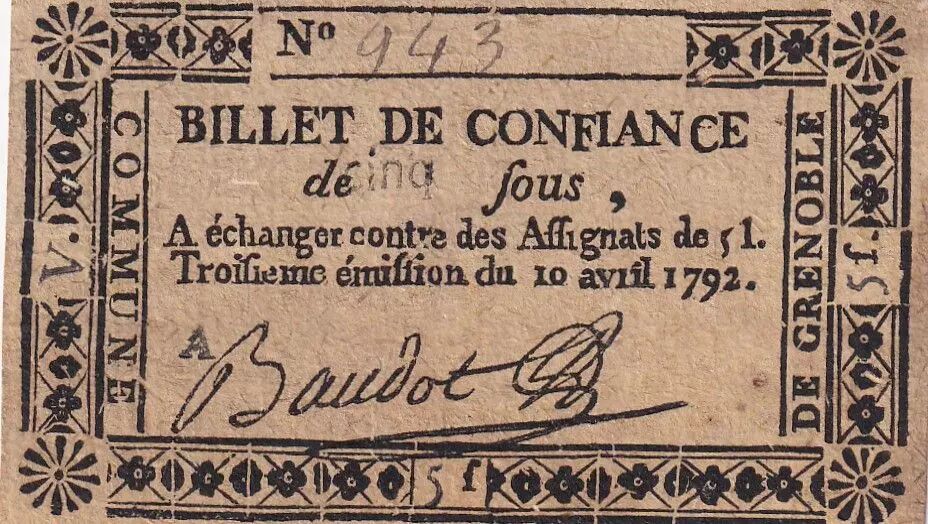 Nº 943
COMMUNE
BILLET DE CONFIANCE
de cinq ſous,
A échanger contre des Aſſignats de 5 l.
Troiſieme émiſſion du 10 avril 1792.
DE GRENOBLE
V.
5 ſ.
A
Baudot
5 ſ